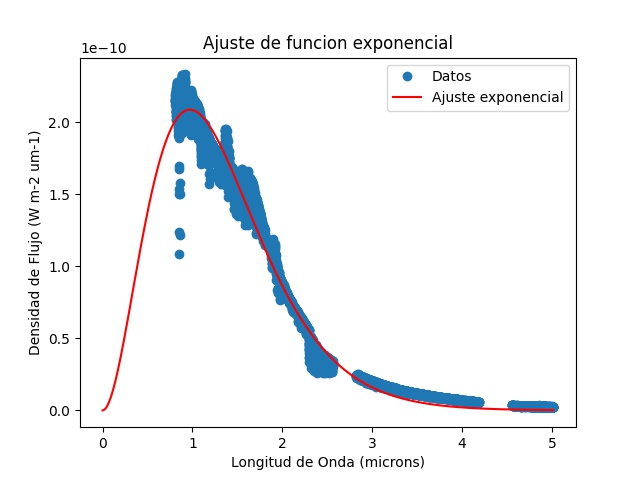 Ajuste de funcion exponencial
1e−10
Datos
Ajuste exponencial
Densidad de Flujo (W m-2 um-1)
2.0
1.5
1.0
0.5
0.0
0 1 2 3 4 5
Longitud de Onda (microns)